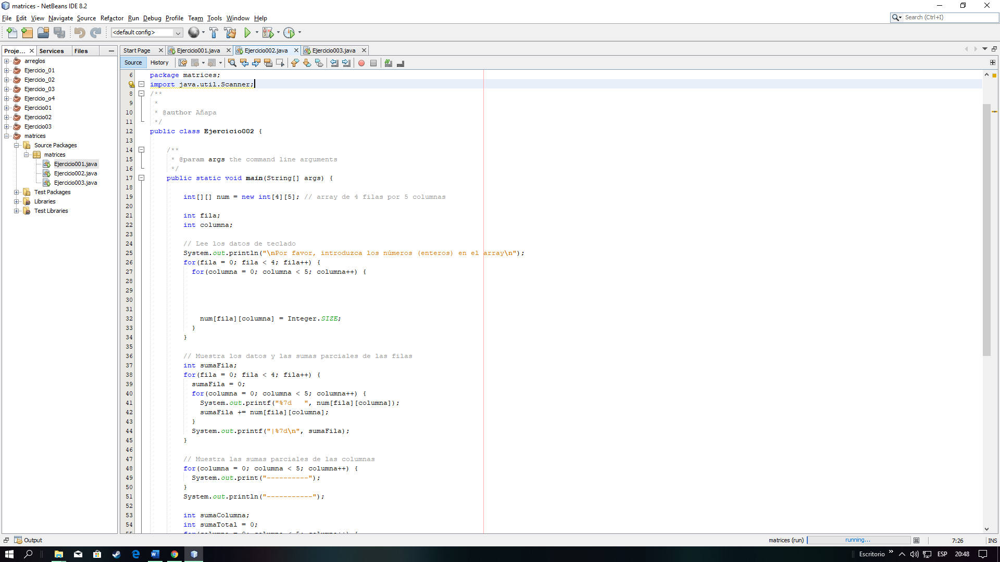 matrices - NetBeans IDE 8.2
File Edit View Navigate Source Refactor Run Debug Profile Team Tools Window Help
Search (Ctrl+I)
<default config>
Proje... Services Files
Start Page Ejercicio001.java Ejercicio002.java Ejercicio003.java
Source History
arreglos
Ejercicio_01
Ejercicio_02
Ejercicio_03
Ejercicio_o4
Ejercicio01
Ejercicio02
Ejercicio03
matrices
Source Packages
matrices
Ejercicio001.java
Ejercicio002.java
Ejercicio003.java
Test Packages
Libraries
Test Libraries
6 package matrices;
import java.util.Scanner;
8 /**
9 *
10 * @author Añapa
11 */
12 public class Ejercicio002 {
13
14 /**
15 * @param args the command line arguments
16 */
17 public static void main(String[] args) {
18
19 int[][] num = new int[4][5]; // array de 4 filas por 5 columnas
20
21 int fila;
22 int columna;
23
24 // Lee los datos de teclado
25 System.out.println("\nPor favor, introduzca los números (enteros) en el array\n");
26 for(fila = 0; fila < 4; fila++) {
27 for(columna = 0; columna < 5; columna++) {
28
29
30
31
32 num[fila][columna] = Integer.SIZE;
33 }
34 }
35
36 // Muestra los datos y las sumas parciales de las filas
37 int sumaFila;
38 for(fila = 0; fila < 4; fila++) {
39 sumaFila = 0;
40 for(columna = 0; columna < 5; columna++) {
41 System.out.printf("%7d   ", num[fila][columna]);
42 sumaFila += num[fila][columna];
43 }
44 System.out.printf("|%7d\n", sumaFila);
45 }
46
47 // Muestra las sumas parciales de las columnas
48 for(columna = 0; columna < 5; columna++) {
49 System.out.print("----------");
50 }
51 System.out.println("-----------");
52
53 int sumaColumna;
54 int sumaTotal = 0;
55 for(columna = 0; columna < 5; columna++) {
Output
matrices (run) running... 7:26 INS
Escritorio ESP 20:48